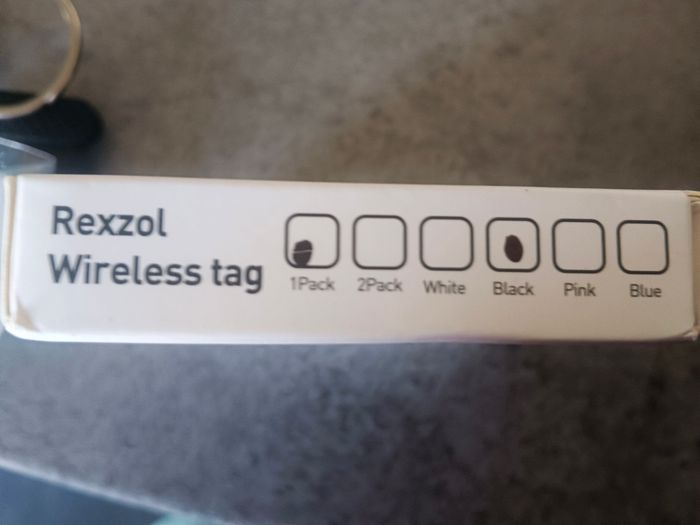 Rexzol
Wireless tag
1Pack 2Pack White Black Pink Blue